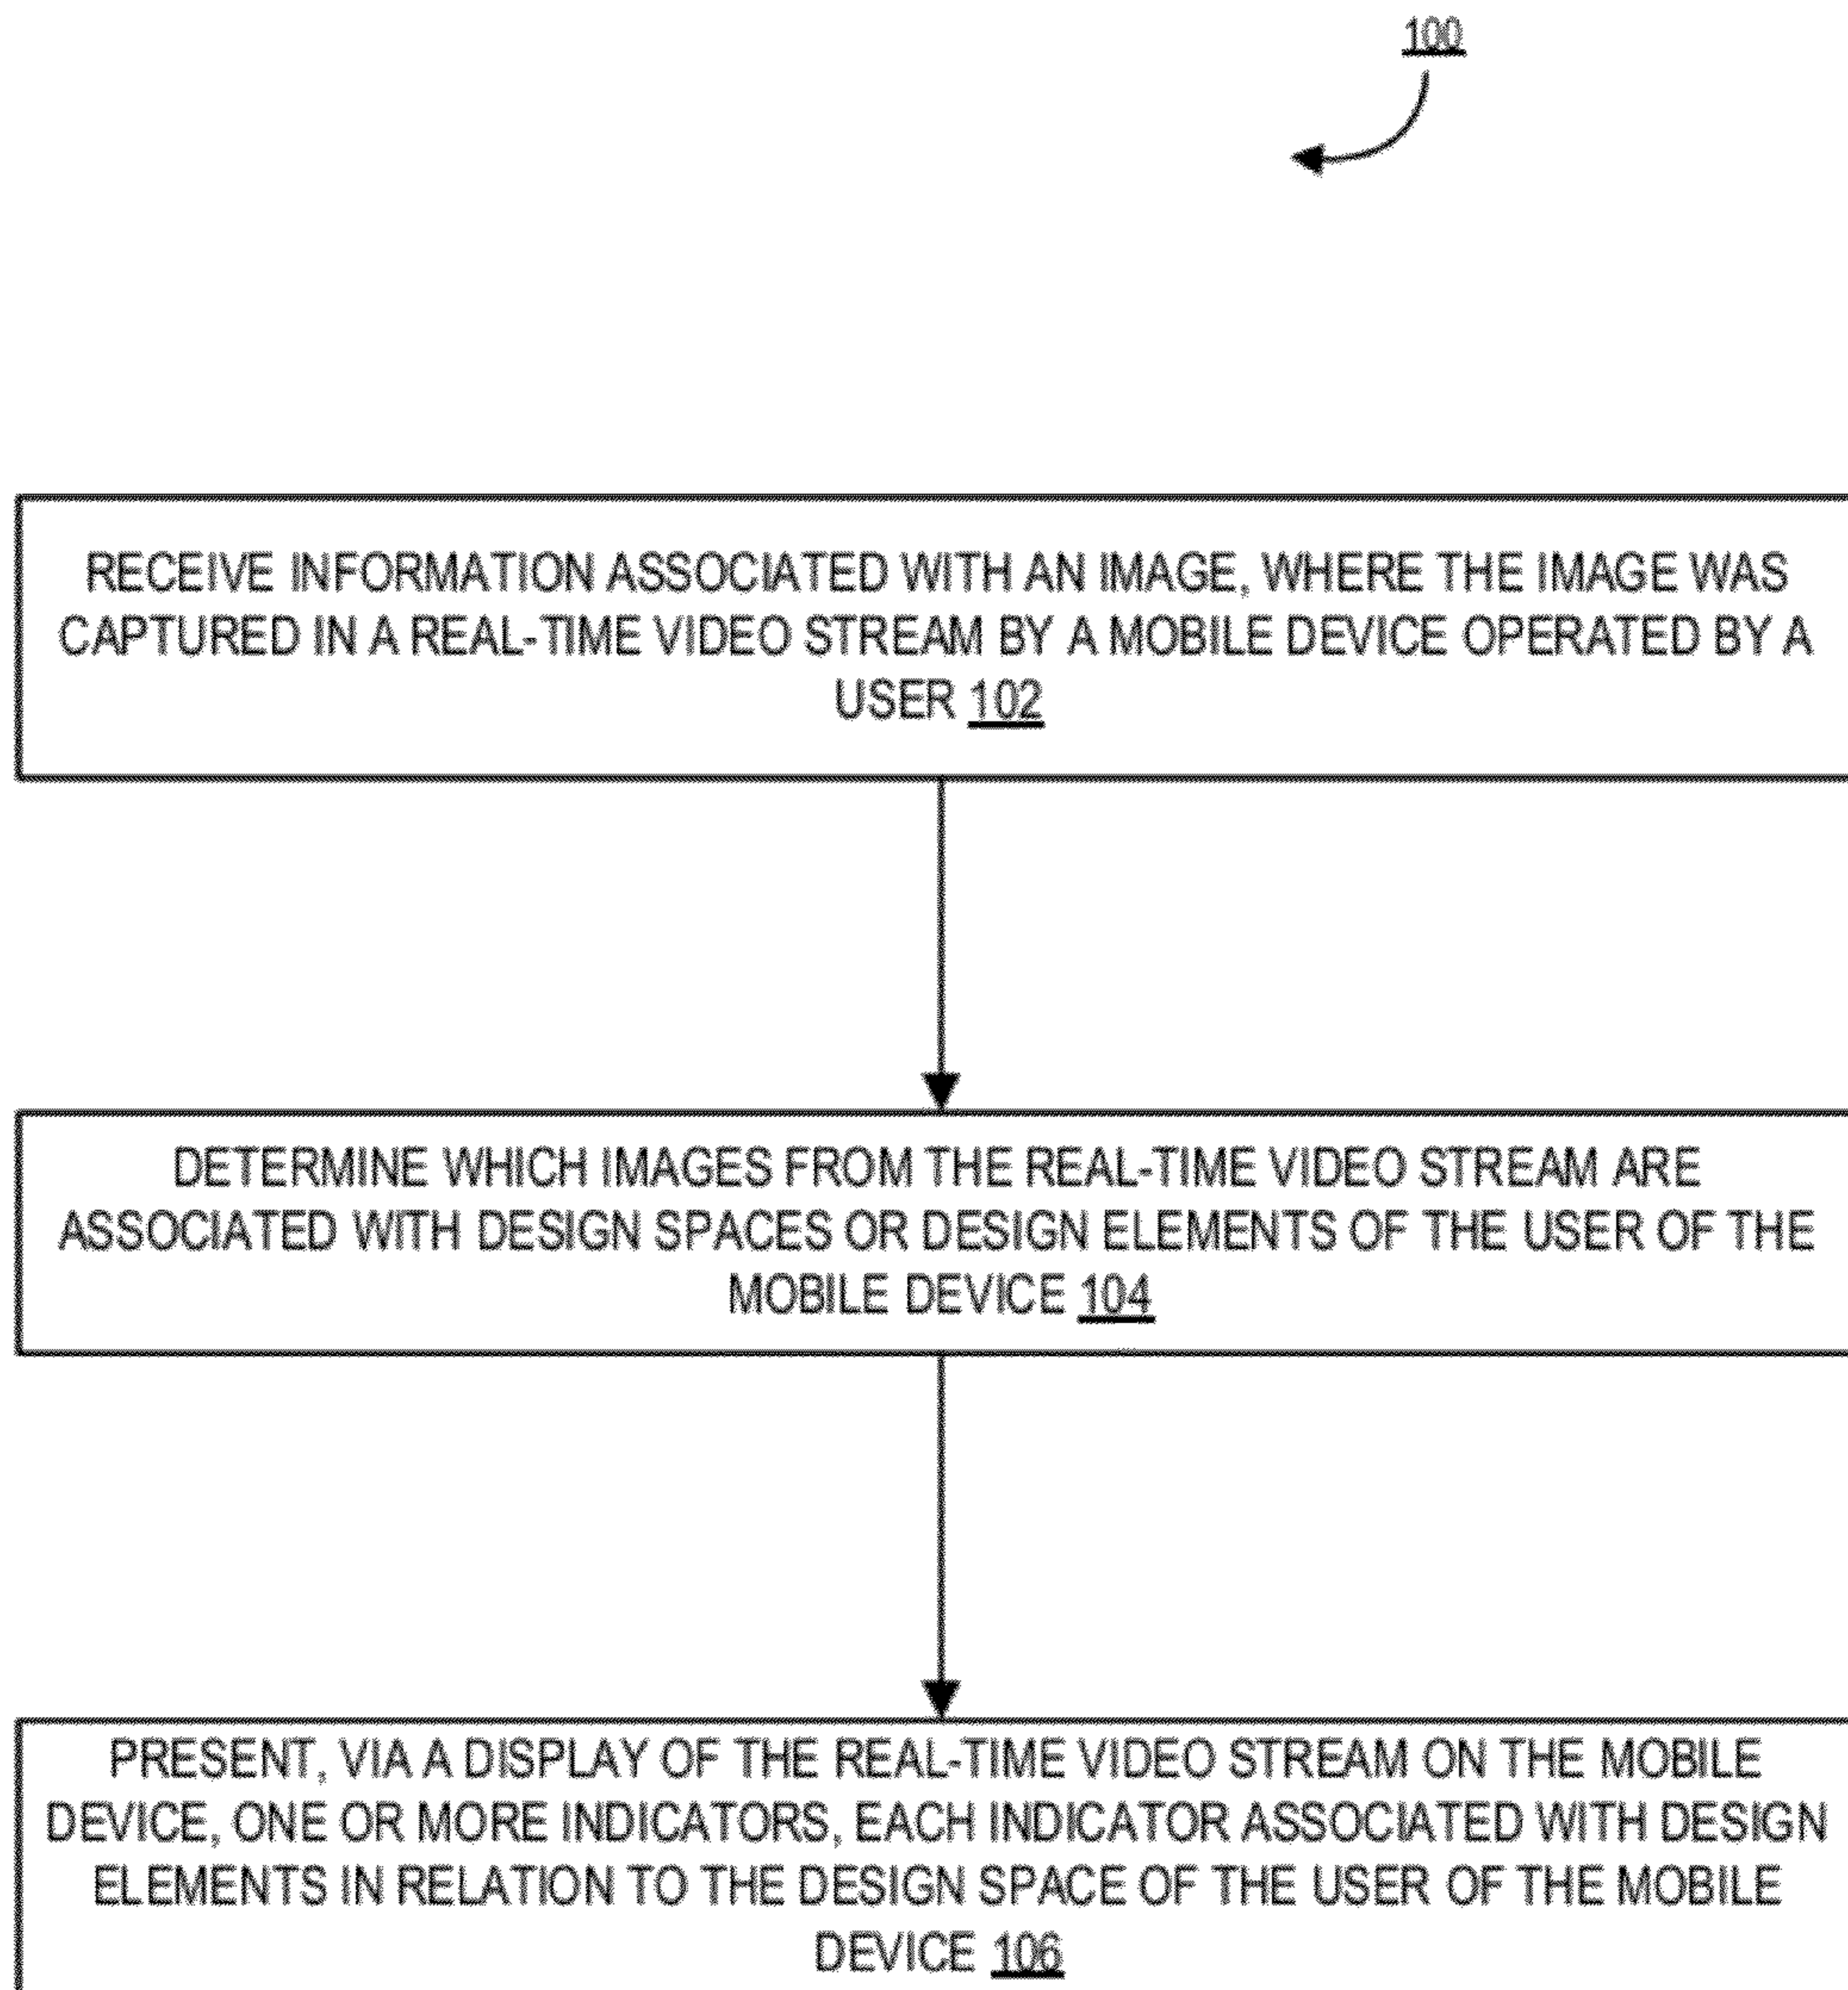 100
RECEIVE INFORMATION ASSOCIATED WITH AN IMAGE, WHERE THE IMAGE WAS
CAPTURED IN A REAL-TIME VIDEO STREAM BY A MOBILE DEVICE OPERATED BY A
USER 102
DETERMINE WHICH IMAGES FROM THE REAL-TIME VIDEO STREAM ARE
ASSOCIATED WITH DESIGN SPACES OR DESIGN ELEMENTS OF THE USER OF THE
MOBILE DEVICE 104
PRESENT, VIA A DISPLAY OF THE REAL-TIME VIDEO STREAM ON THE MOBILE
DEVICE, ONE OR MORE INDICATORS, EACH INDICATOR ASSOCIATED WITH DESIGN
ELEMENTS IN RELATION TO THE DESIGN SPACE OF THE USER OF THE MOBILE
DEVICE 106